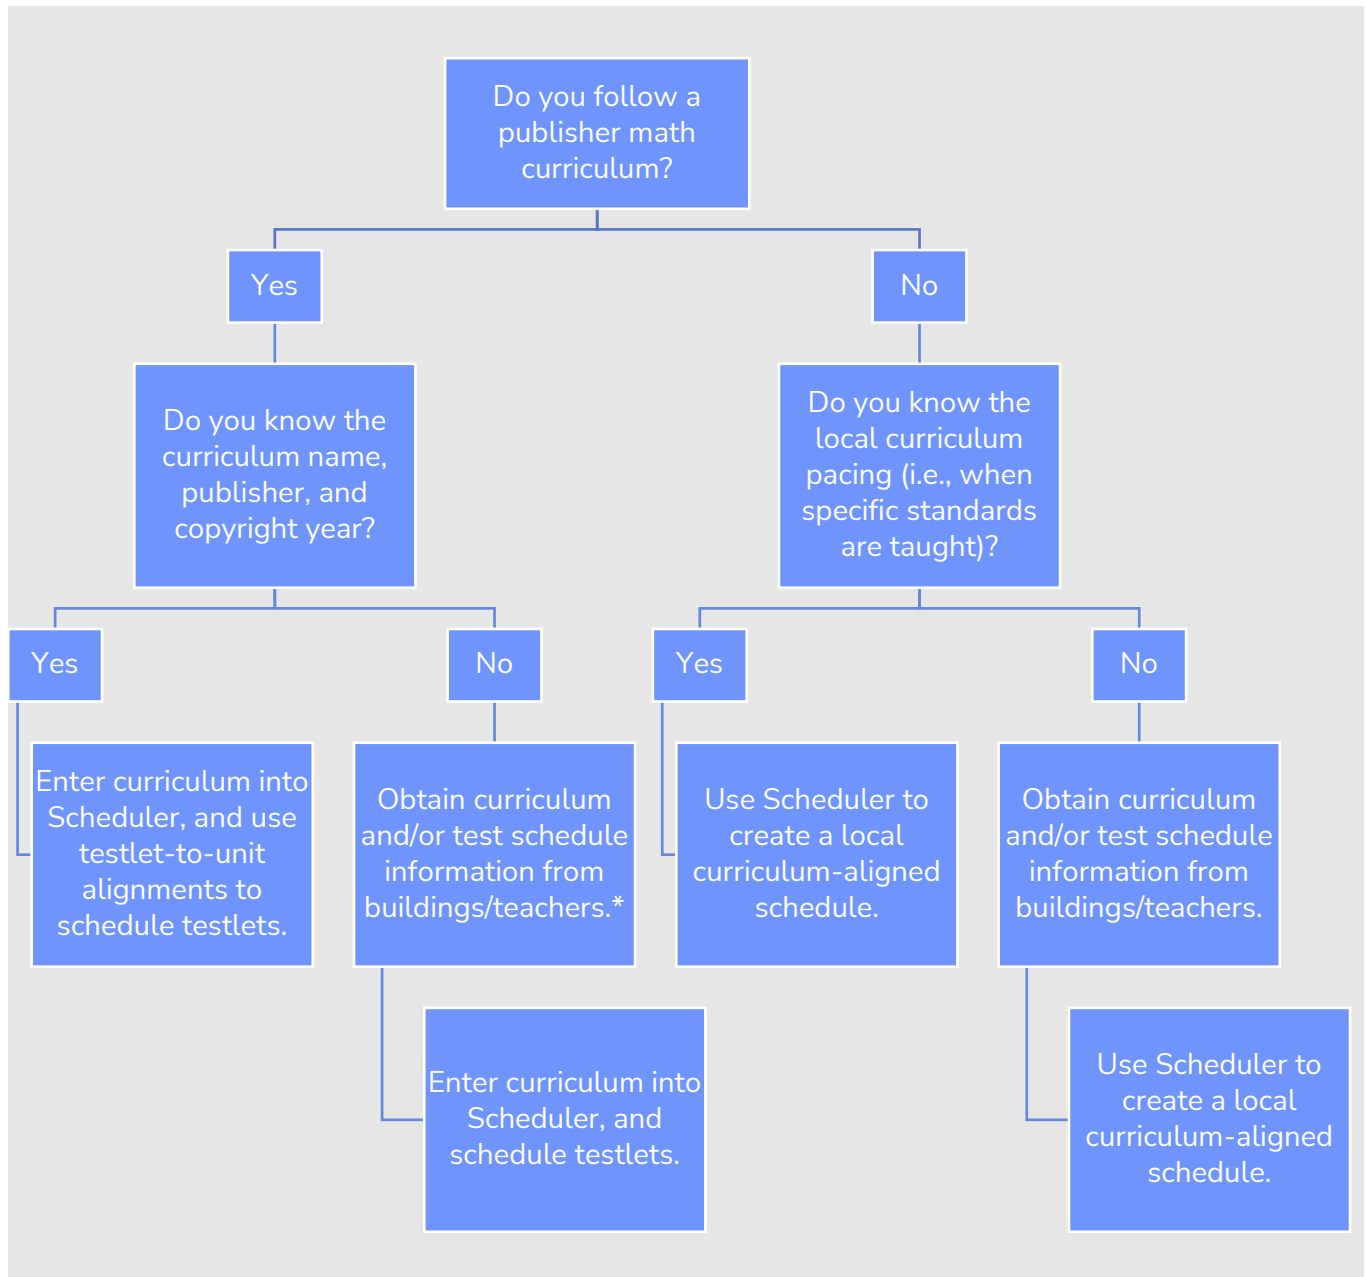 Do you follow a
publisher math
curriculum?
Yes
No
Do you know the
curriculum name,
publisher, and
copyright year?
Do you know the
local curriculum
pacing (i.e., when
specific standards
are taught)?
Yes
No
Yes
No
Enter curriculum into
Scheduler, and use
testlet-to-unit
alignments to
schedule testlets.
Obtain curriculum
and/or test schedule
information from
buildings/teachers.*
Use Scheduler to
create a local
curriculum-aligned
schedule.
Obtain curriculum
and/or test schedule
information from
buildings/teachers.
Enter curriculum into
Scheduler, and
schedule testlets.
Use Scheduler to
create a local
curriculum-aligned
schedule.